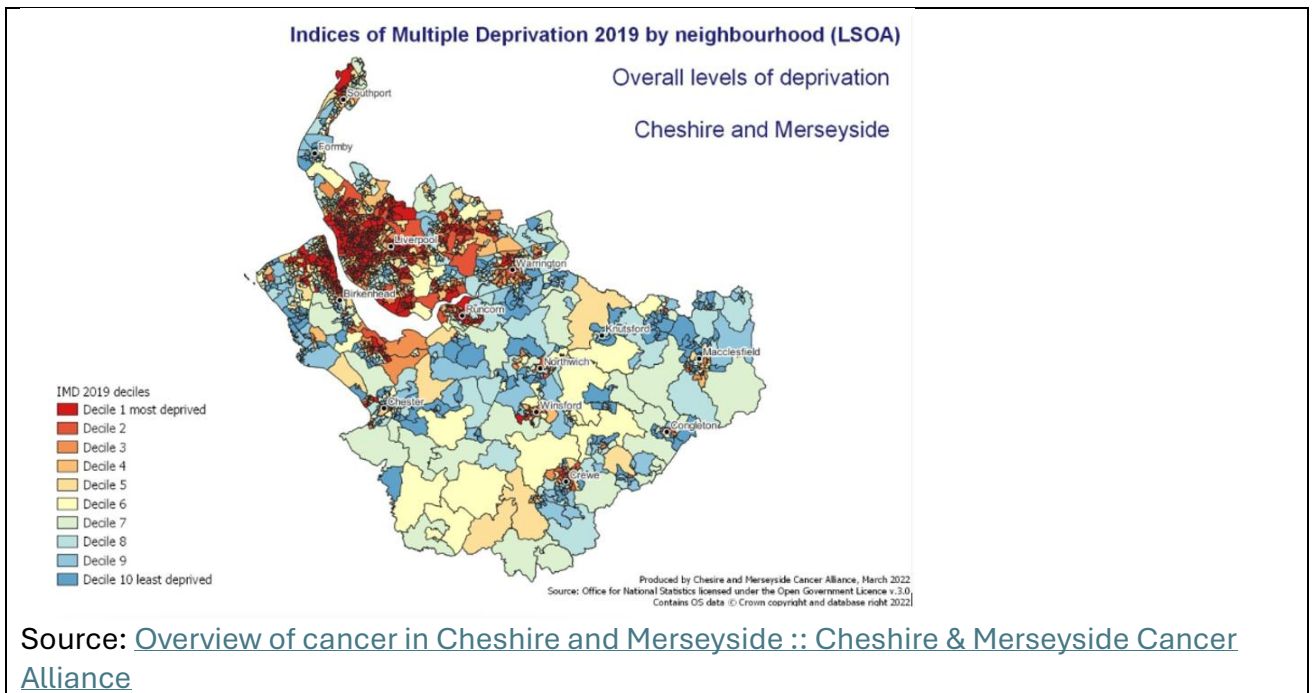 Indices of Multiple Deprivation 2019 by neighbourhood (LSOA)
Overall levels of deprivation
Cheshire and Merseyside
Southport
Formby
Liverpool
Warrington
Birkenhead
Runcorn
Knutsford
Macclesfield
Northwich
Chester
Winsford
Congleton
Crewe
IMD 2019 deciles
Decile 1 most deprived
Decile 2
Decile 3
Decile 4
Decile 5
Decile 6
Decile 7
Decile 8
Decile 9
Decile 10 least deprived
Produced by Chesire and Merseyside Cancer Alliance, March 2022
Source: Office for National Statistics licensed under the Open Government Licence v.3.0
Contains OS data © Crown copyright and database right 2022
Source: Overview of cancer in Cheshire and Merseyside :: Cheshire & Merseyside Cancer
Alliance